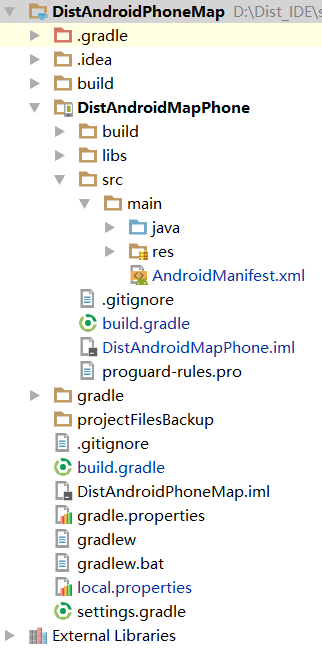 DistAndroidPhoneMap D:\Dist_IDE\s
.gradle
.idea
build
DistAndroidMapPhone
build
libs
src
main
java
res
AndroidManifest.xml
.gitignore
build.gradle
DistAndroidMapPhone.iml
proguard-rules.pro
gradle
projectFilesBackup
.gitignore
build.gradle
DistAndroidPhoneMap.iml
gradle.properties
gradlew
gradlew.bat
local.properties
settings.gradle
External Libraries